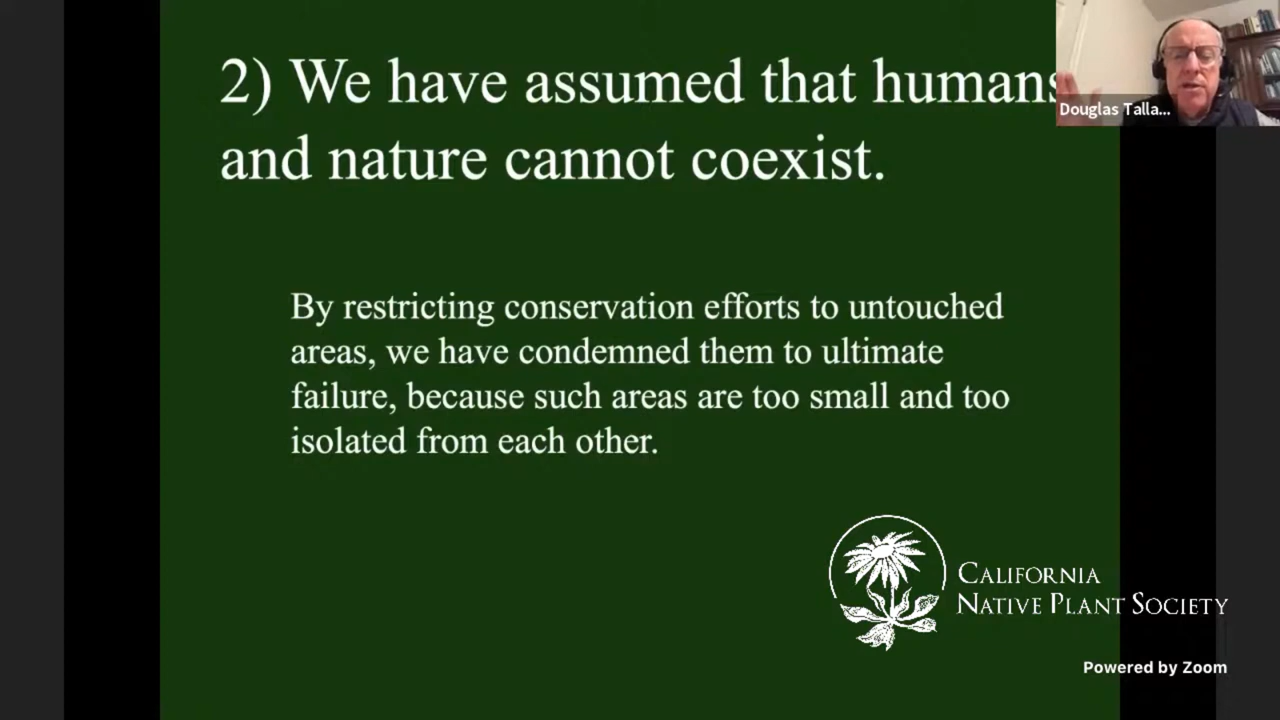 2) We have assumed that humans
and nature cannot coexist.
Douglas Talla...
By restricting conservation efforts to untouched
areas, we have condemned them to ultimate
failure, because such areas are too small and too
isolated from each other.
CALIFORNIA
NATIVE PLANT SOCIETY
Powered by Zoom